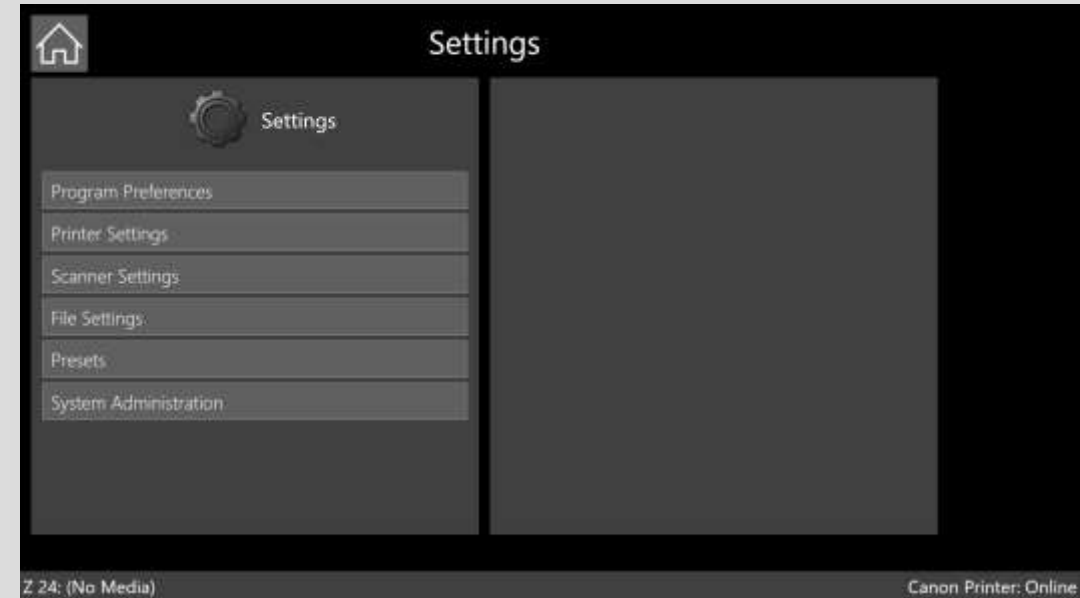 Settings
Settings
Program Preferences
Printer Settings
Scanner Settings
File Settings
Presets
System Administration
Z 24: (No Media)
Canon Printer: Online